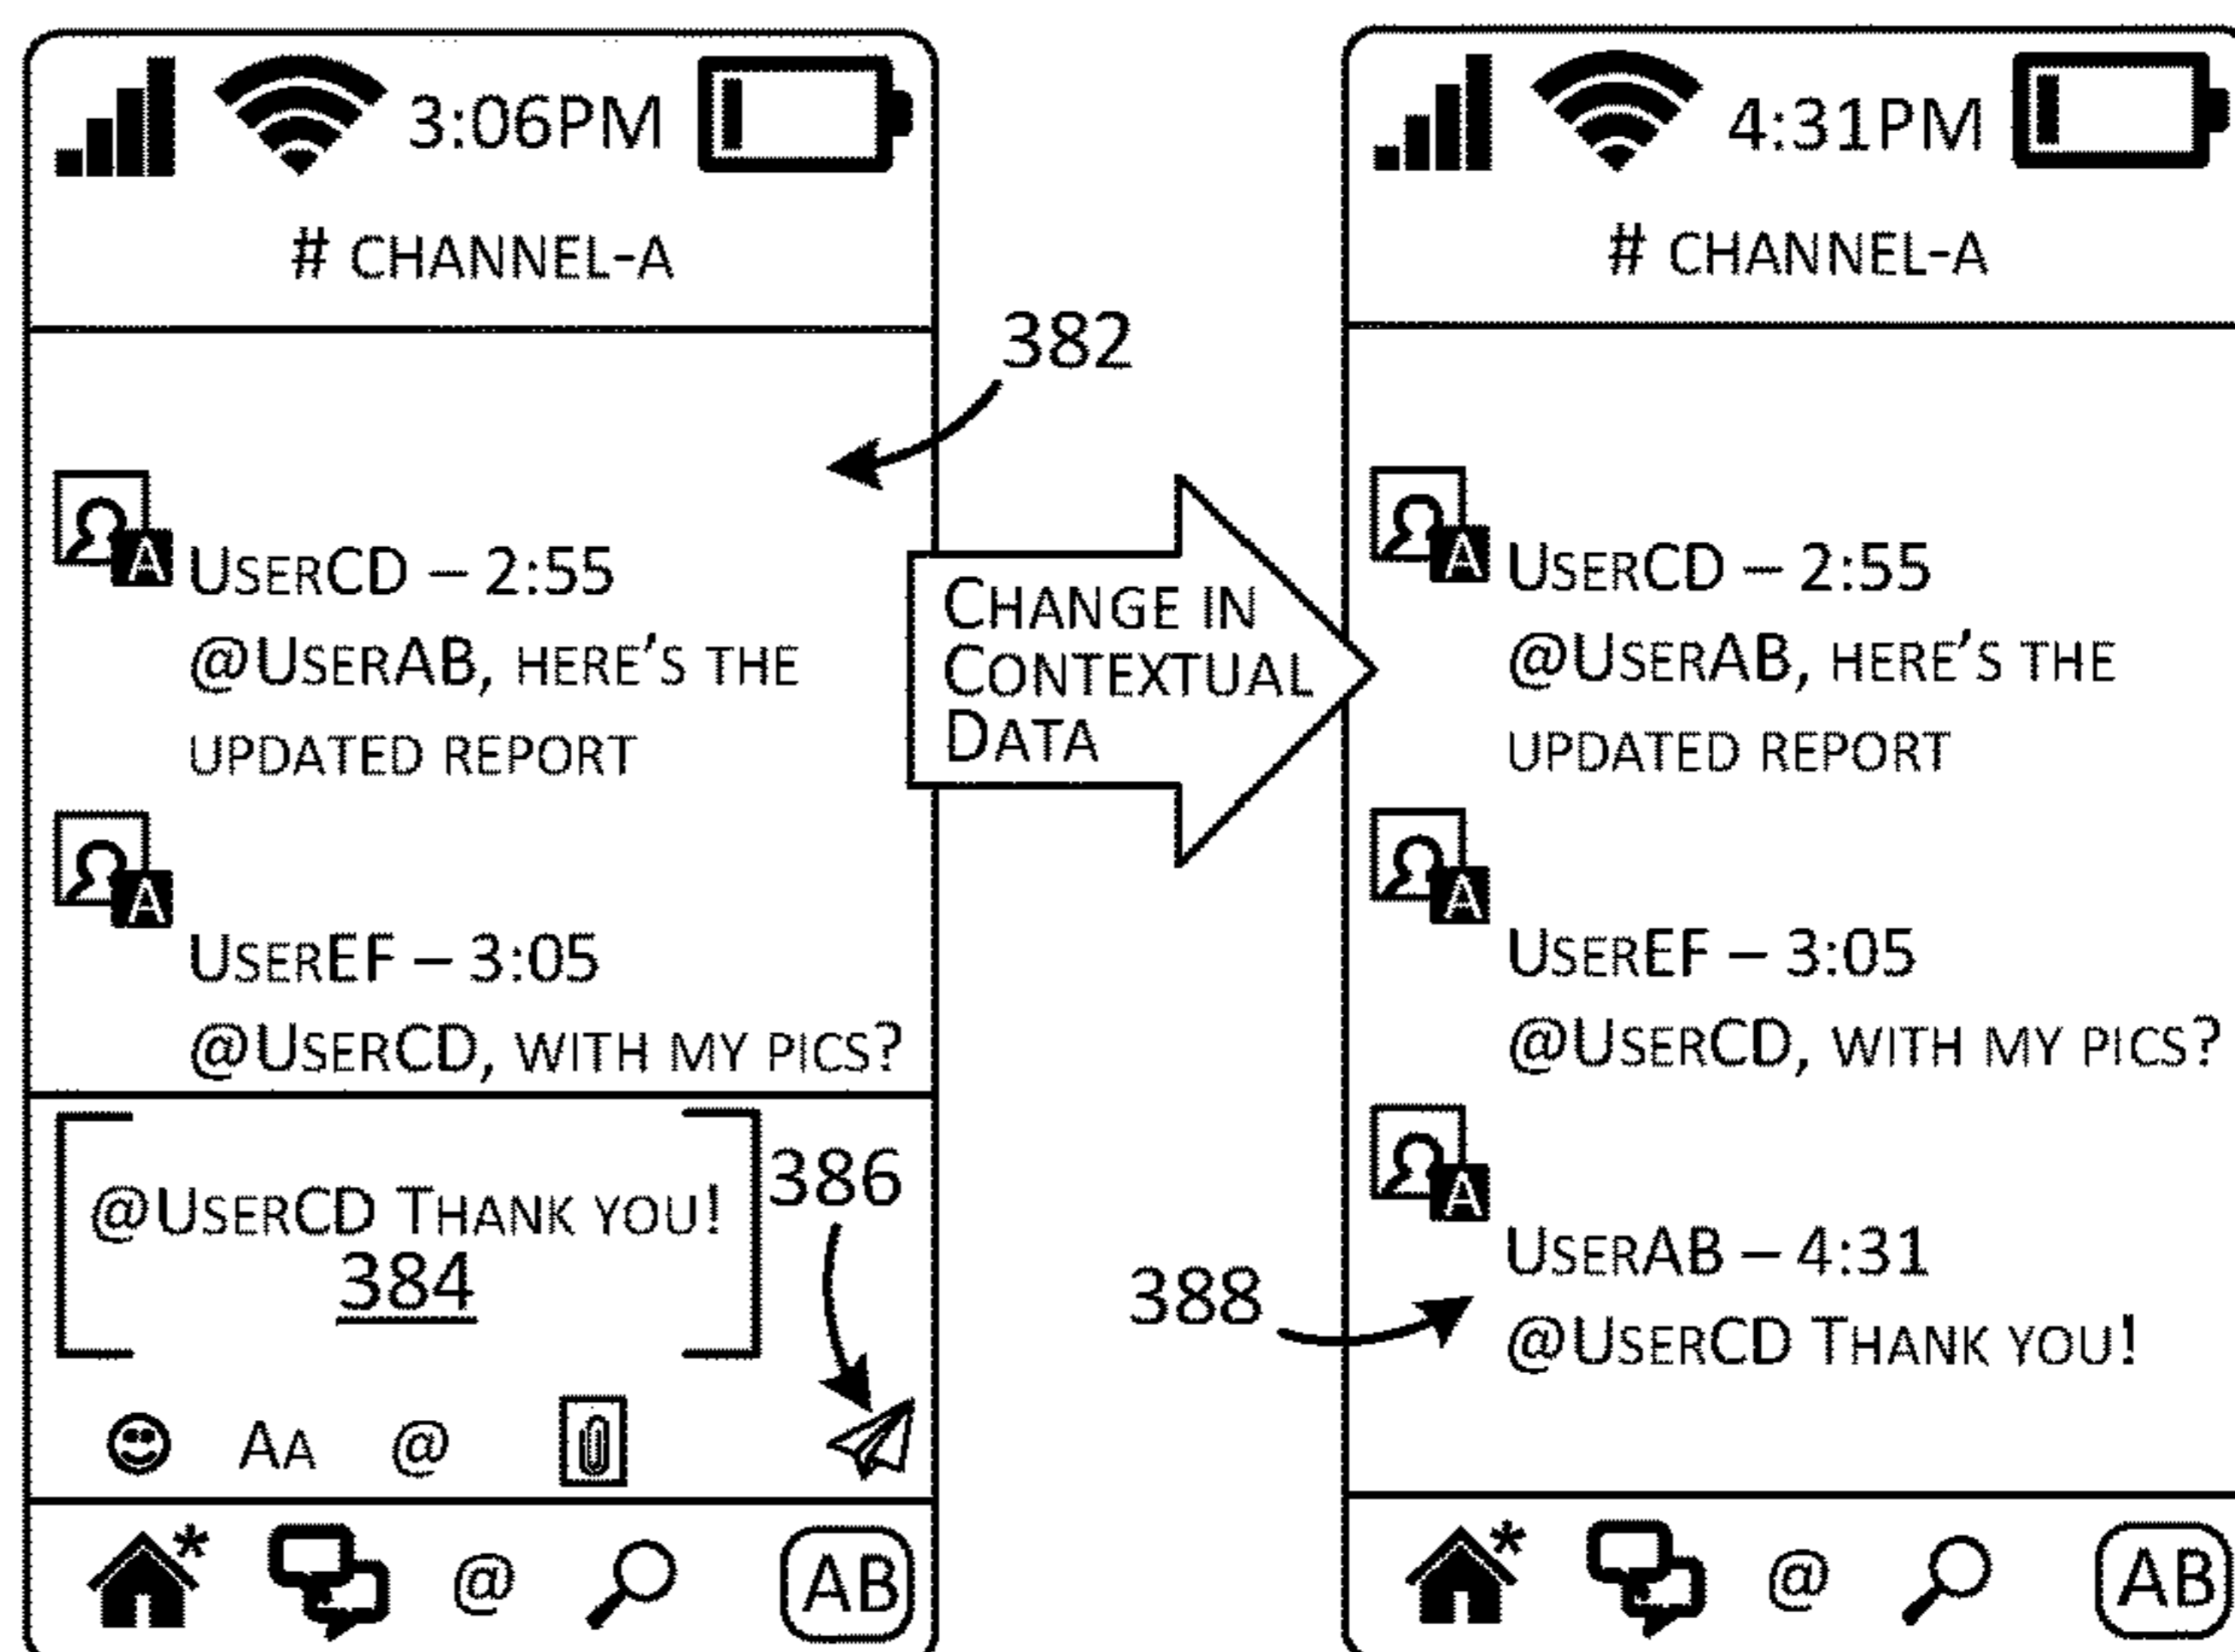 3:06PM
# CHANNEL-A
382
A
USERCD – 2:55
@USERAB, HERE'S THE
UPDATED REPORT
A
USEREF – 3:05
@USERCD, WITH MY PICS?
@USERCD THANK YOU!
384
386
AA @
@ AB
CHANGE IN
CONTEXTUAL
DATA
4:31PM
# CHANNEL-A
A
USERCD – 2:55
@USERAB, HERE'S THE
UPDATED REPORT
A
USEREF – 3:05
@USERCD, WITH MY PICS?
A
USERAB – 4:31
388
@USERCD THANK YOU!
@ AB